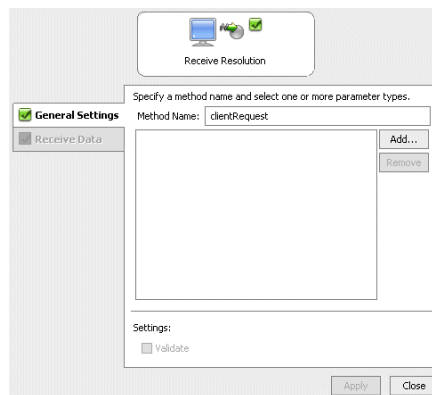 Receive Resolution
Specify a method name and select one or more parameter types.
General Settings
Method Name: clientRequest
Receive Data
Add...
Remove
Settings:
Validate
Apply Close